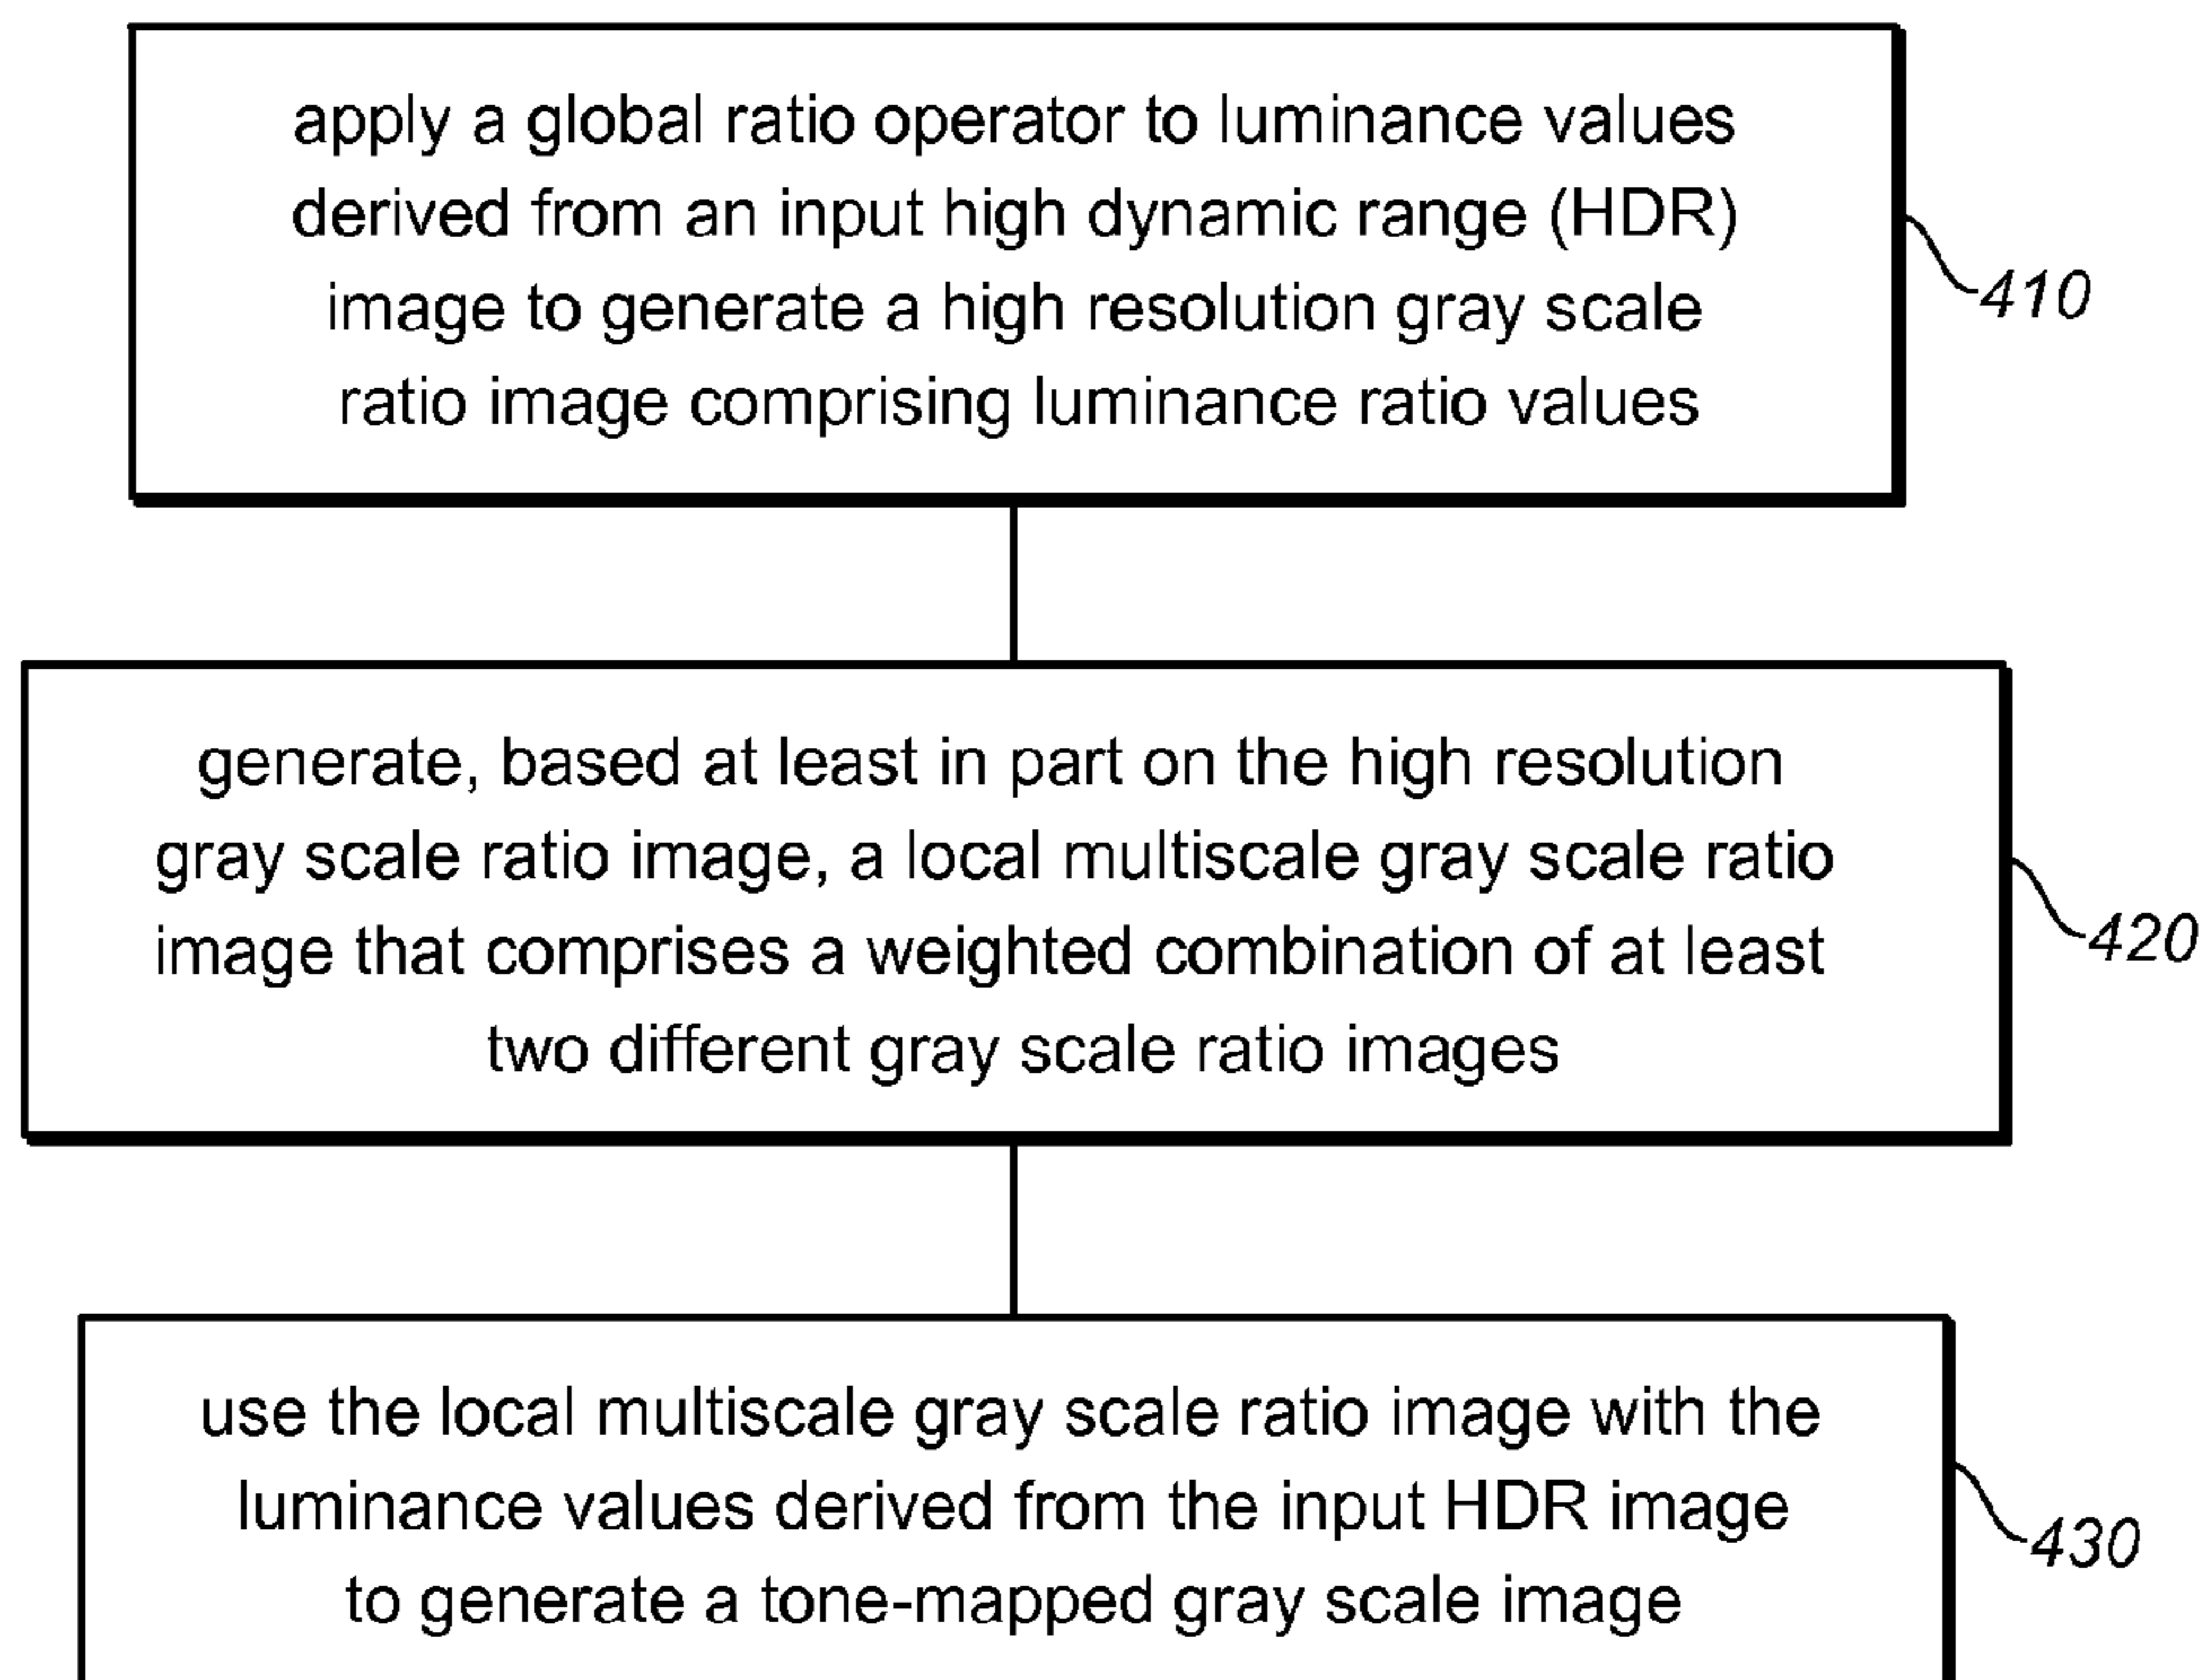 apply a global ratio operator to luminance values
derived from an input high dynamic range (HDR)
image to generate a high resolution gray scale
ratio image comprising luminance ratio values
410
generate, based at least in part on the high resolution
gray scale ratio image, a local multiscale gray scale ratio
image that comprises a weighted combination of at least
two different gray scale ratio images
420
use the local multiscale gray scale ratio image with the
luminance values derived from the input HDR image
to generate a tone-mapped gray scale image
430